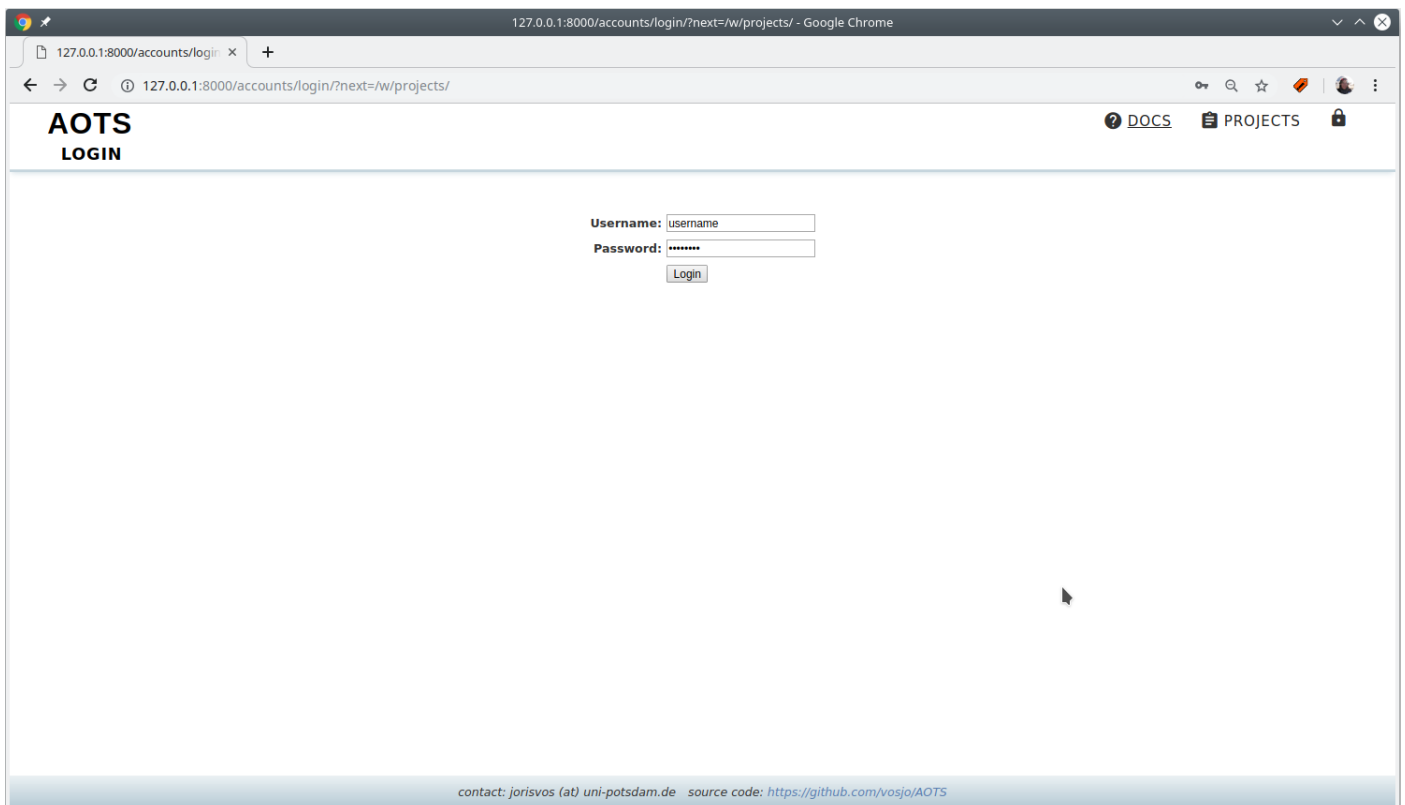 127.0.0.1:8000/accounts/login/?next=/w/projects/ - Google Chrome
127.0.0.1:8000/accounts/login
127.0.0.1:8000/accounts/login/?next=/w/projects/
AOTS
DOCS PROJECTS
LOGIN
Username: username
Password: ••••••••
Login
contact: jorisvos (at) uni-potsdam.de source code: https://github.com/vosjo/AOTS